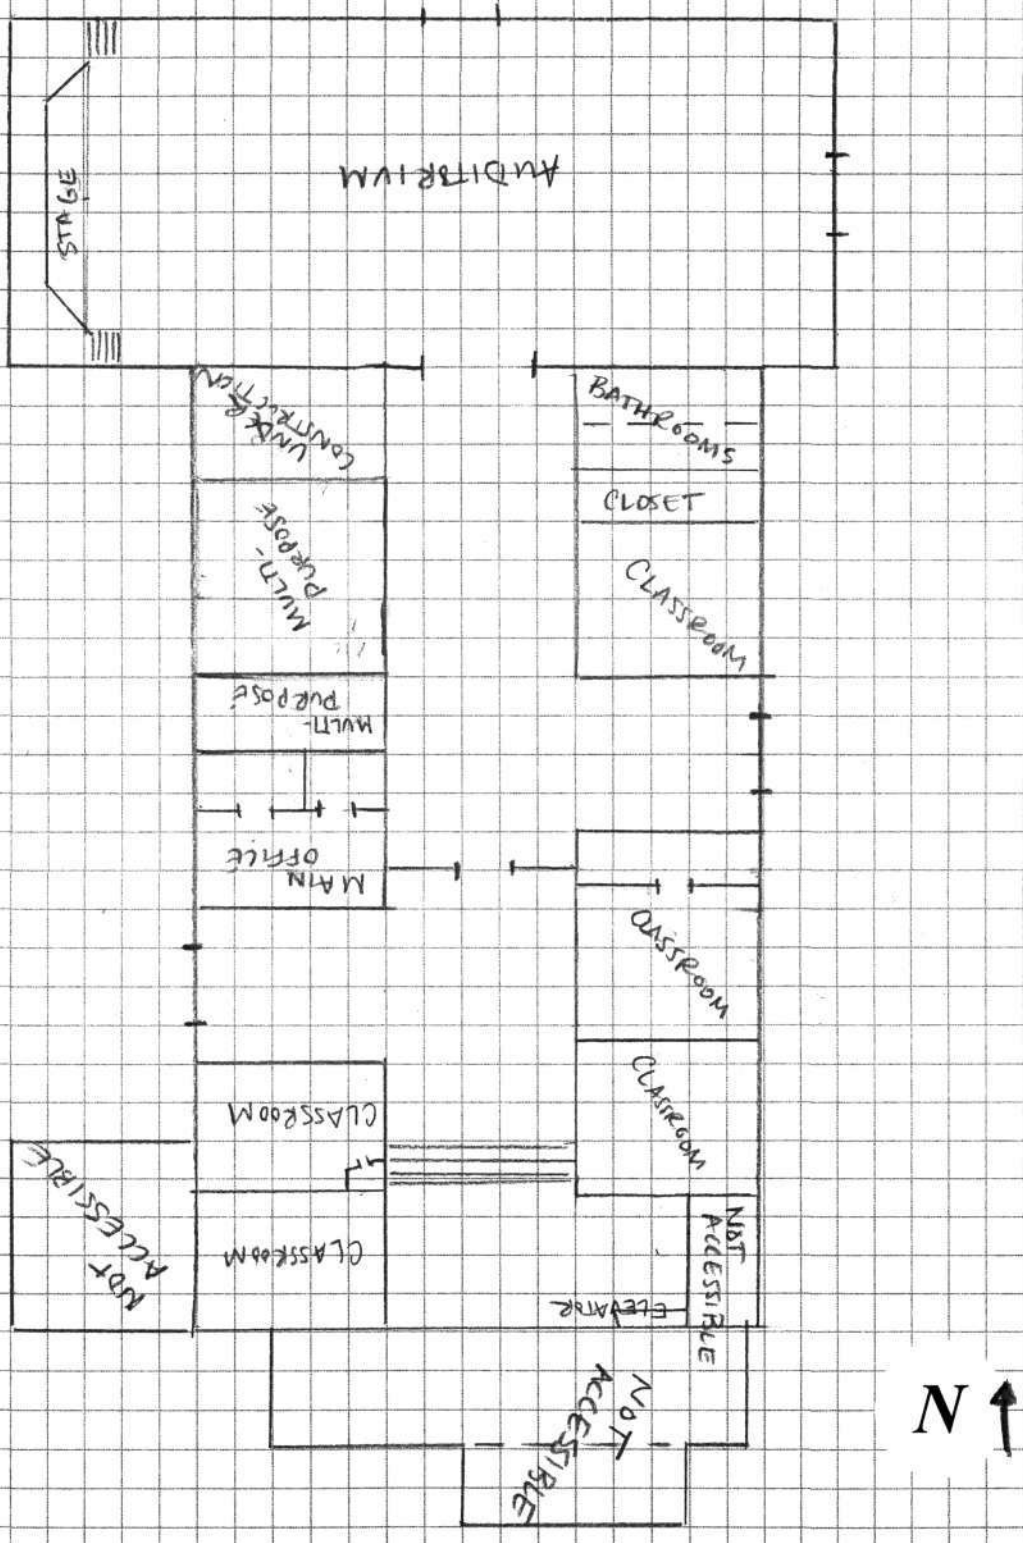 AUDITORIUM
STAGE
UNDER
CONSTRUCTION
BATHROOMS
CLOSET
MULTI-
PURPOSE
CLASSROOM
MULTI-
PURPOSE
MAIN
OFFICE
CLASSROOM
CLASSROOM
CLASSROOM
NOT
ACCESSIBLE
CLASSROOM
NOT
ACCESSIBLE
ELEVATOR
NOT
ACCESSIBLE
N